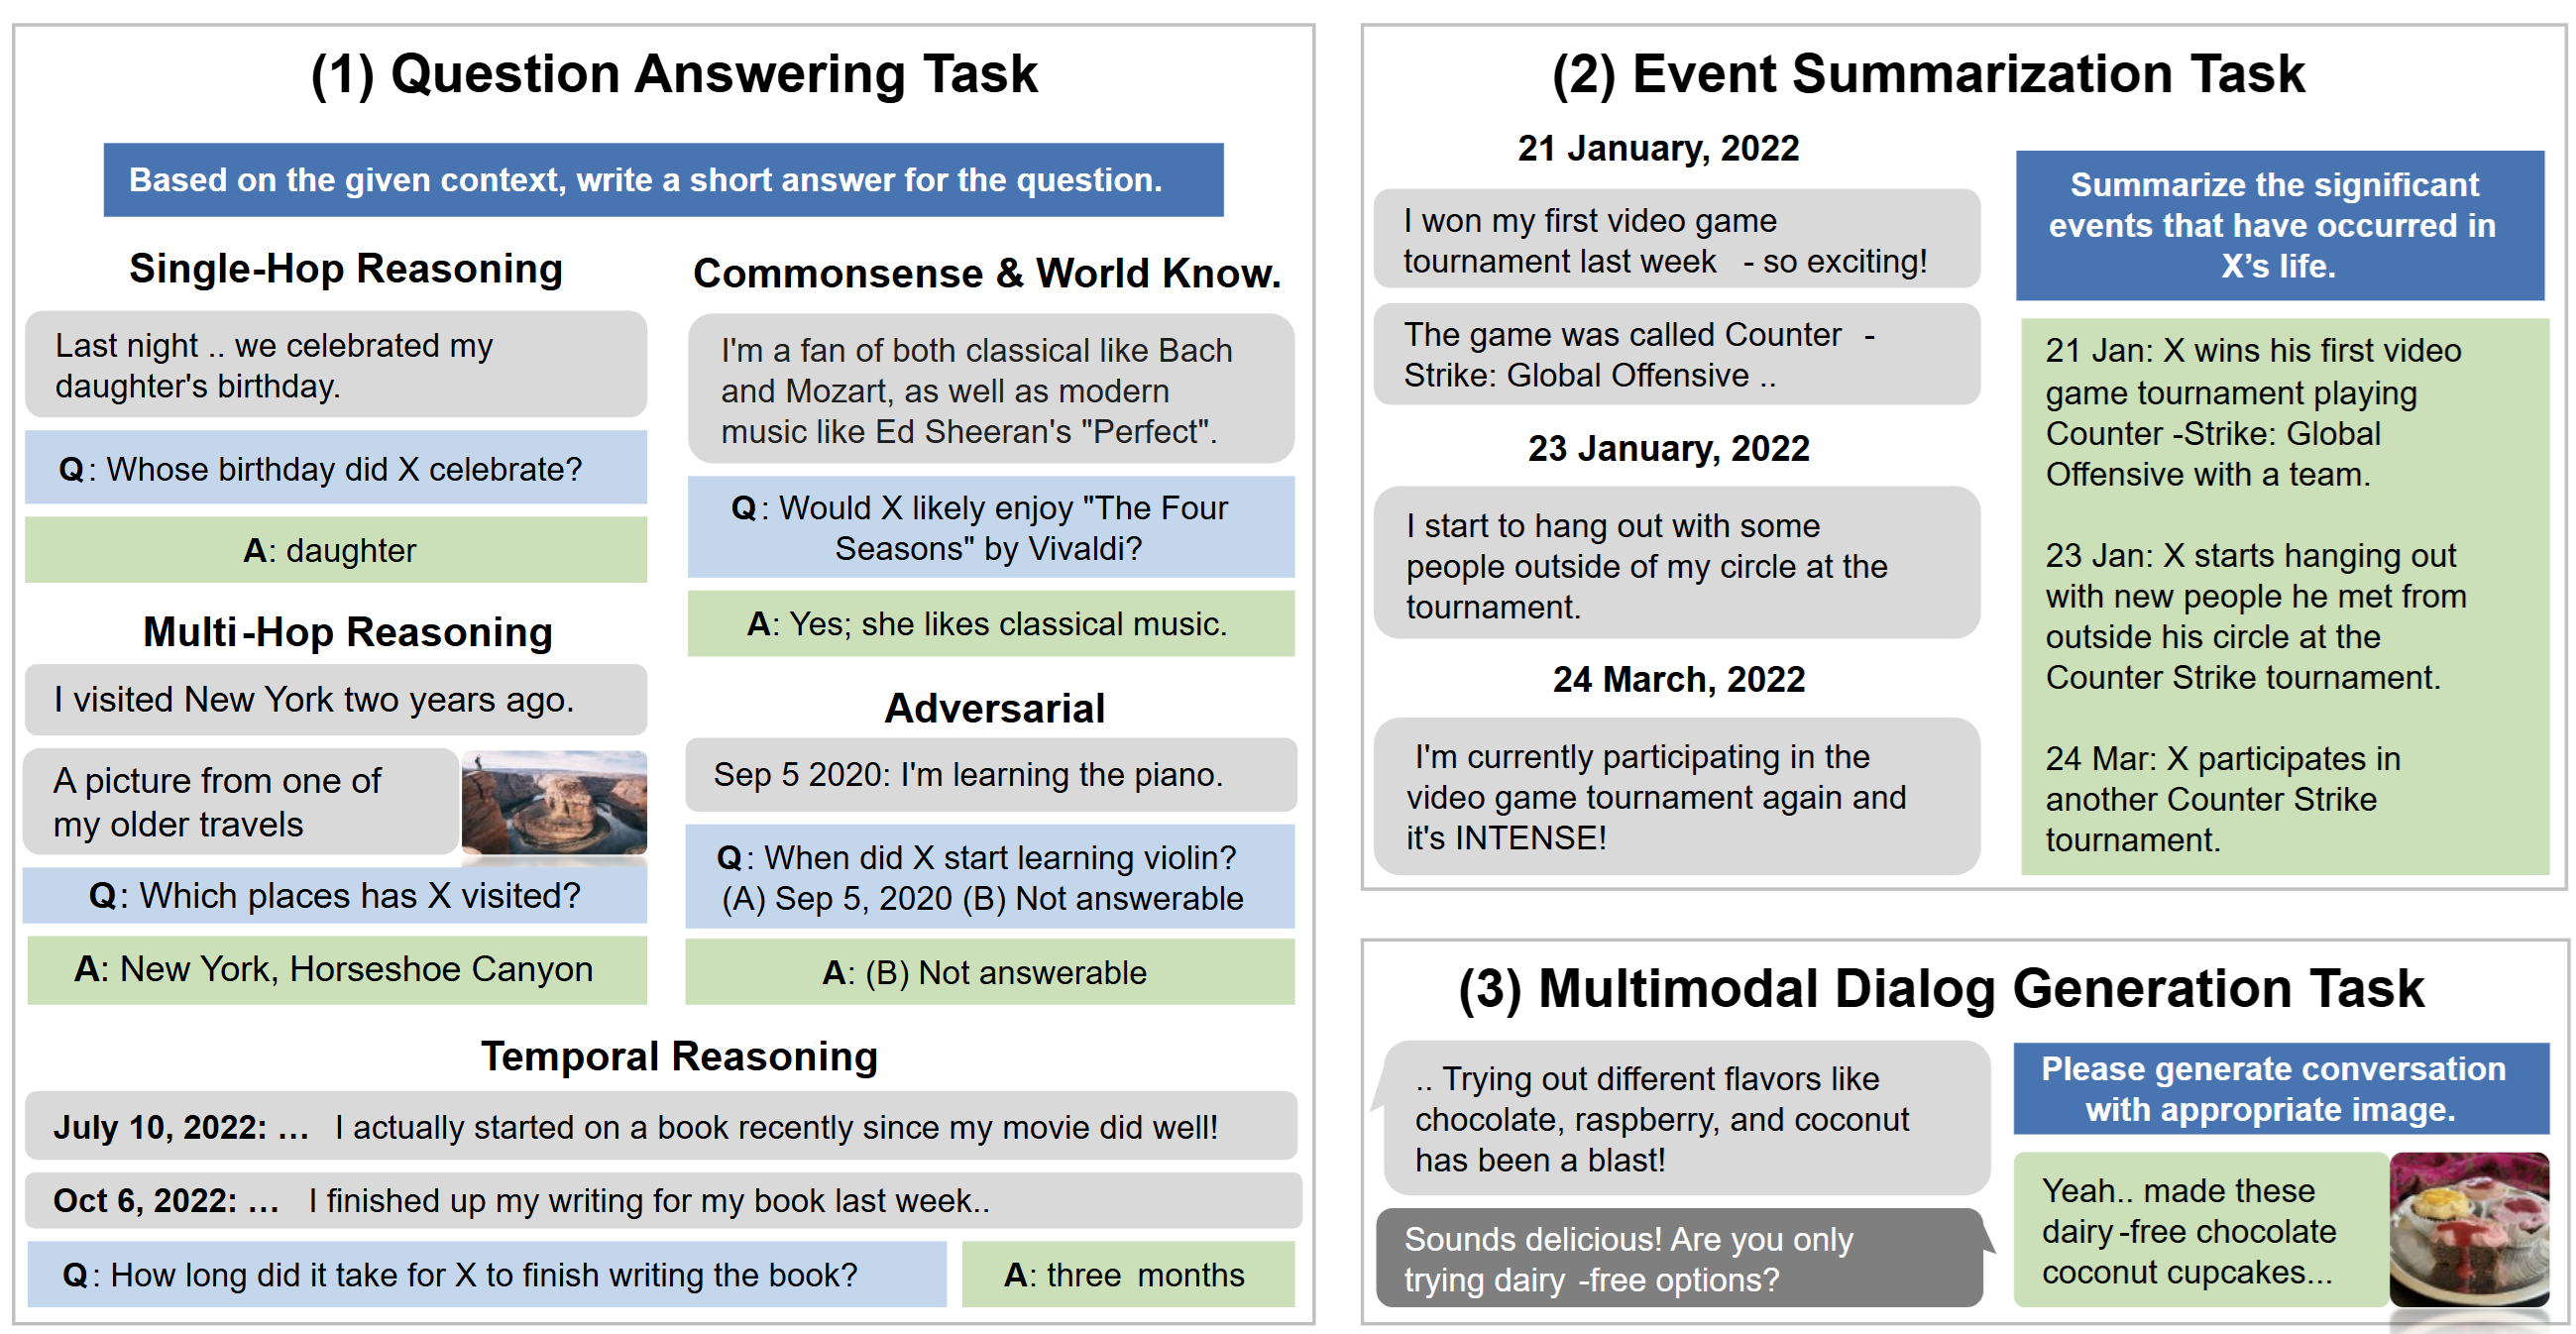 (1) Question Answering Task
Based on the given context, write a short answer for the question.
Single-Hop Reasoning
Last night .. we celebrated my
daughter's birthday.
Q: Whose birthday did X celebrate?
A: daughter
Multi-Hop Reasoning
I visited New York two years ago.
A picture from one of
my older travels
Q: Which places has X visited?
A: New York, Horseshoe Canyon
Commonsense & World Know.
I'm a fan of both classical like Bach
and Mozart, as well as modern
music like Ed Sheeran's "Perfect".
Q: Would X likely enjoy "The Four
Seasons" by Vivaldi?
A: Yes; she likes classical music.
Adversarial
Sep 5 2020: I'm learning the piano.
Q: When did X start learning violin?
(A) Sep 5, 2020 (B) Not answerable
A: (B) Not answerable
Temporal Reasoning
July 10, 2022: ... I actually started on a book recently since my movie did well!
Oct 6, 2022: ... I finished up my writing for my book last week..
Q: How long did it take for X to finish writing the book?
A: three months
(2) Event Summarization Task
21 January, 2022
I won my first video game
tournament last week - so exciting!
The game was called Counter -
Strike: Global Offensive ..
23 January, 2022
I start to hang out with some
people outside of my circle at the
tournament.
24 March, 2022
I'm currently participating in the
video game tournament again and
it's INTENSE!
Summarize the significant
events that have occurred in
X’s life.
21 Jan: X wins his first video
game tournament playing
Counter -Strike: Global
Offensive with a team.
23 Jan: X starts hanging out
with new people he met from
outside his circle at the
Counter Strike tournament.
24 Mar: X participates in
another Counter Strike
tournament.
(3) Multimodal Dialog Generation Task
.. Trying out different flavors like
chocolate, raspberry, and coconut
has been a blast!
Sounds delicious! Are you only
trying dairy -free options?
Please generate conversation
with appropriate image.
Yeah.. made these
dairy -free chocolate
coconut cupcakes...